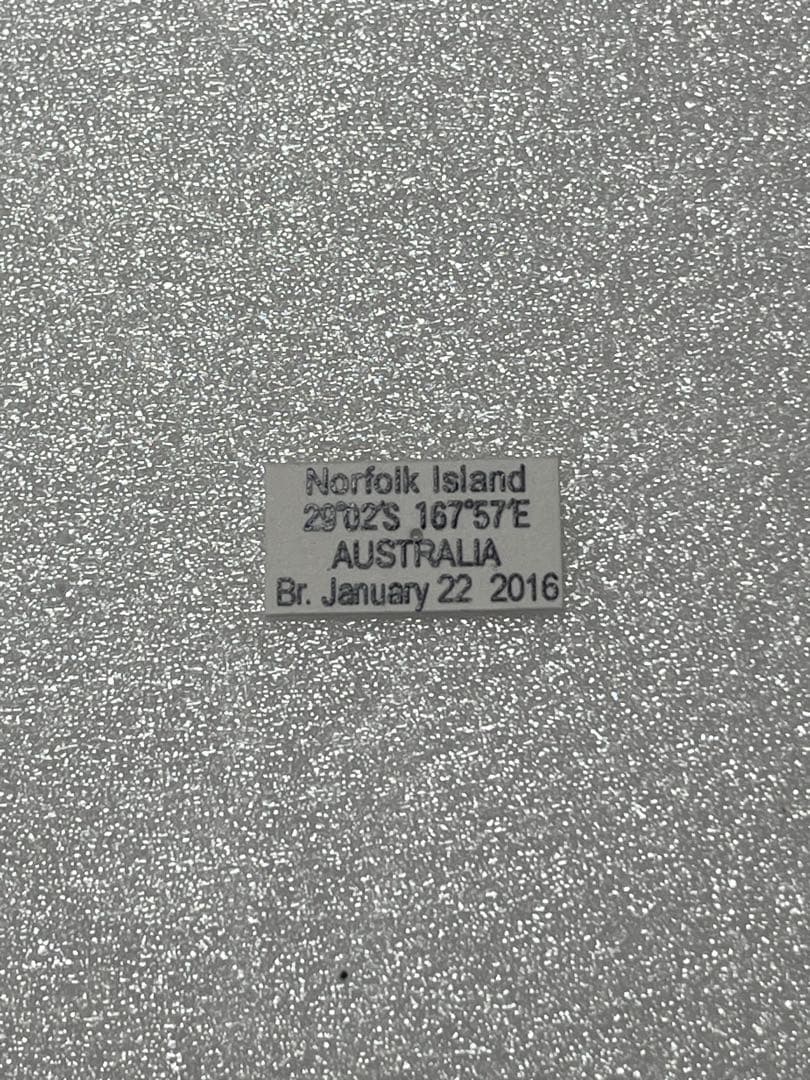 Norfolk Island
29°02'S 167°57'E
AUSTRALIA
Br. January 22 2016